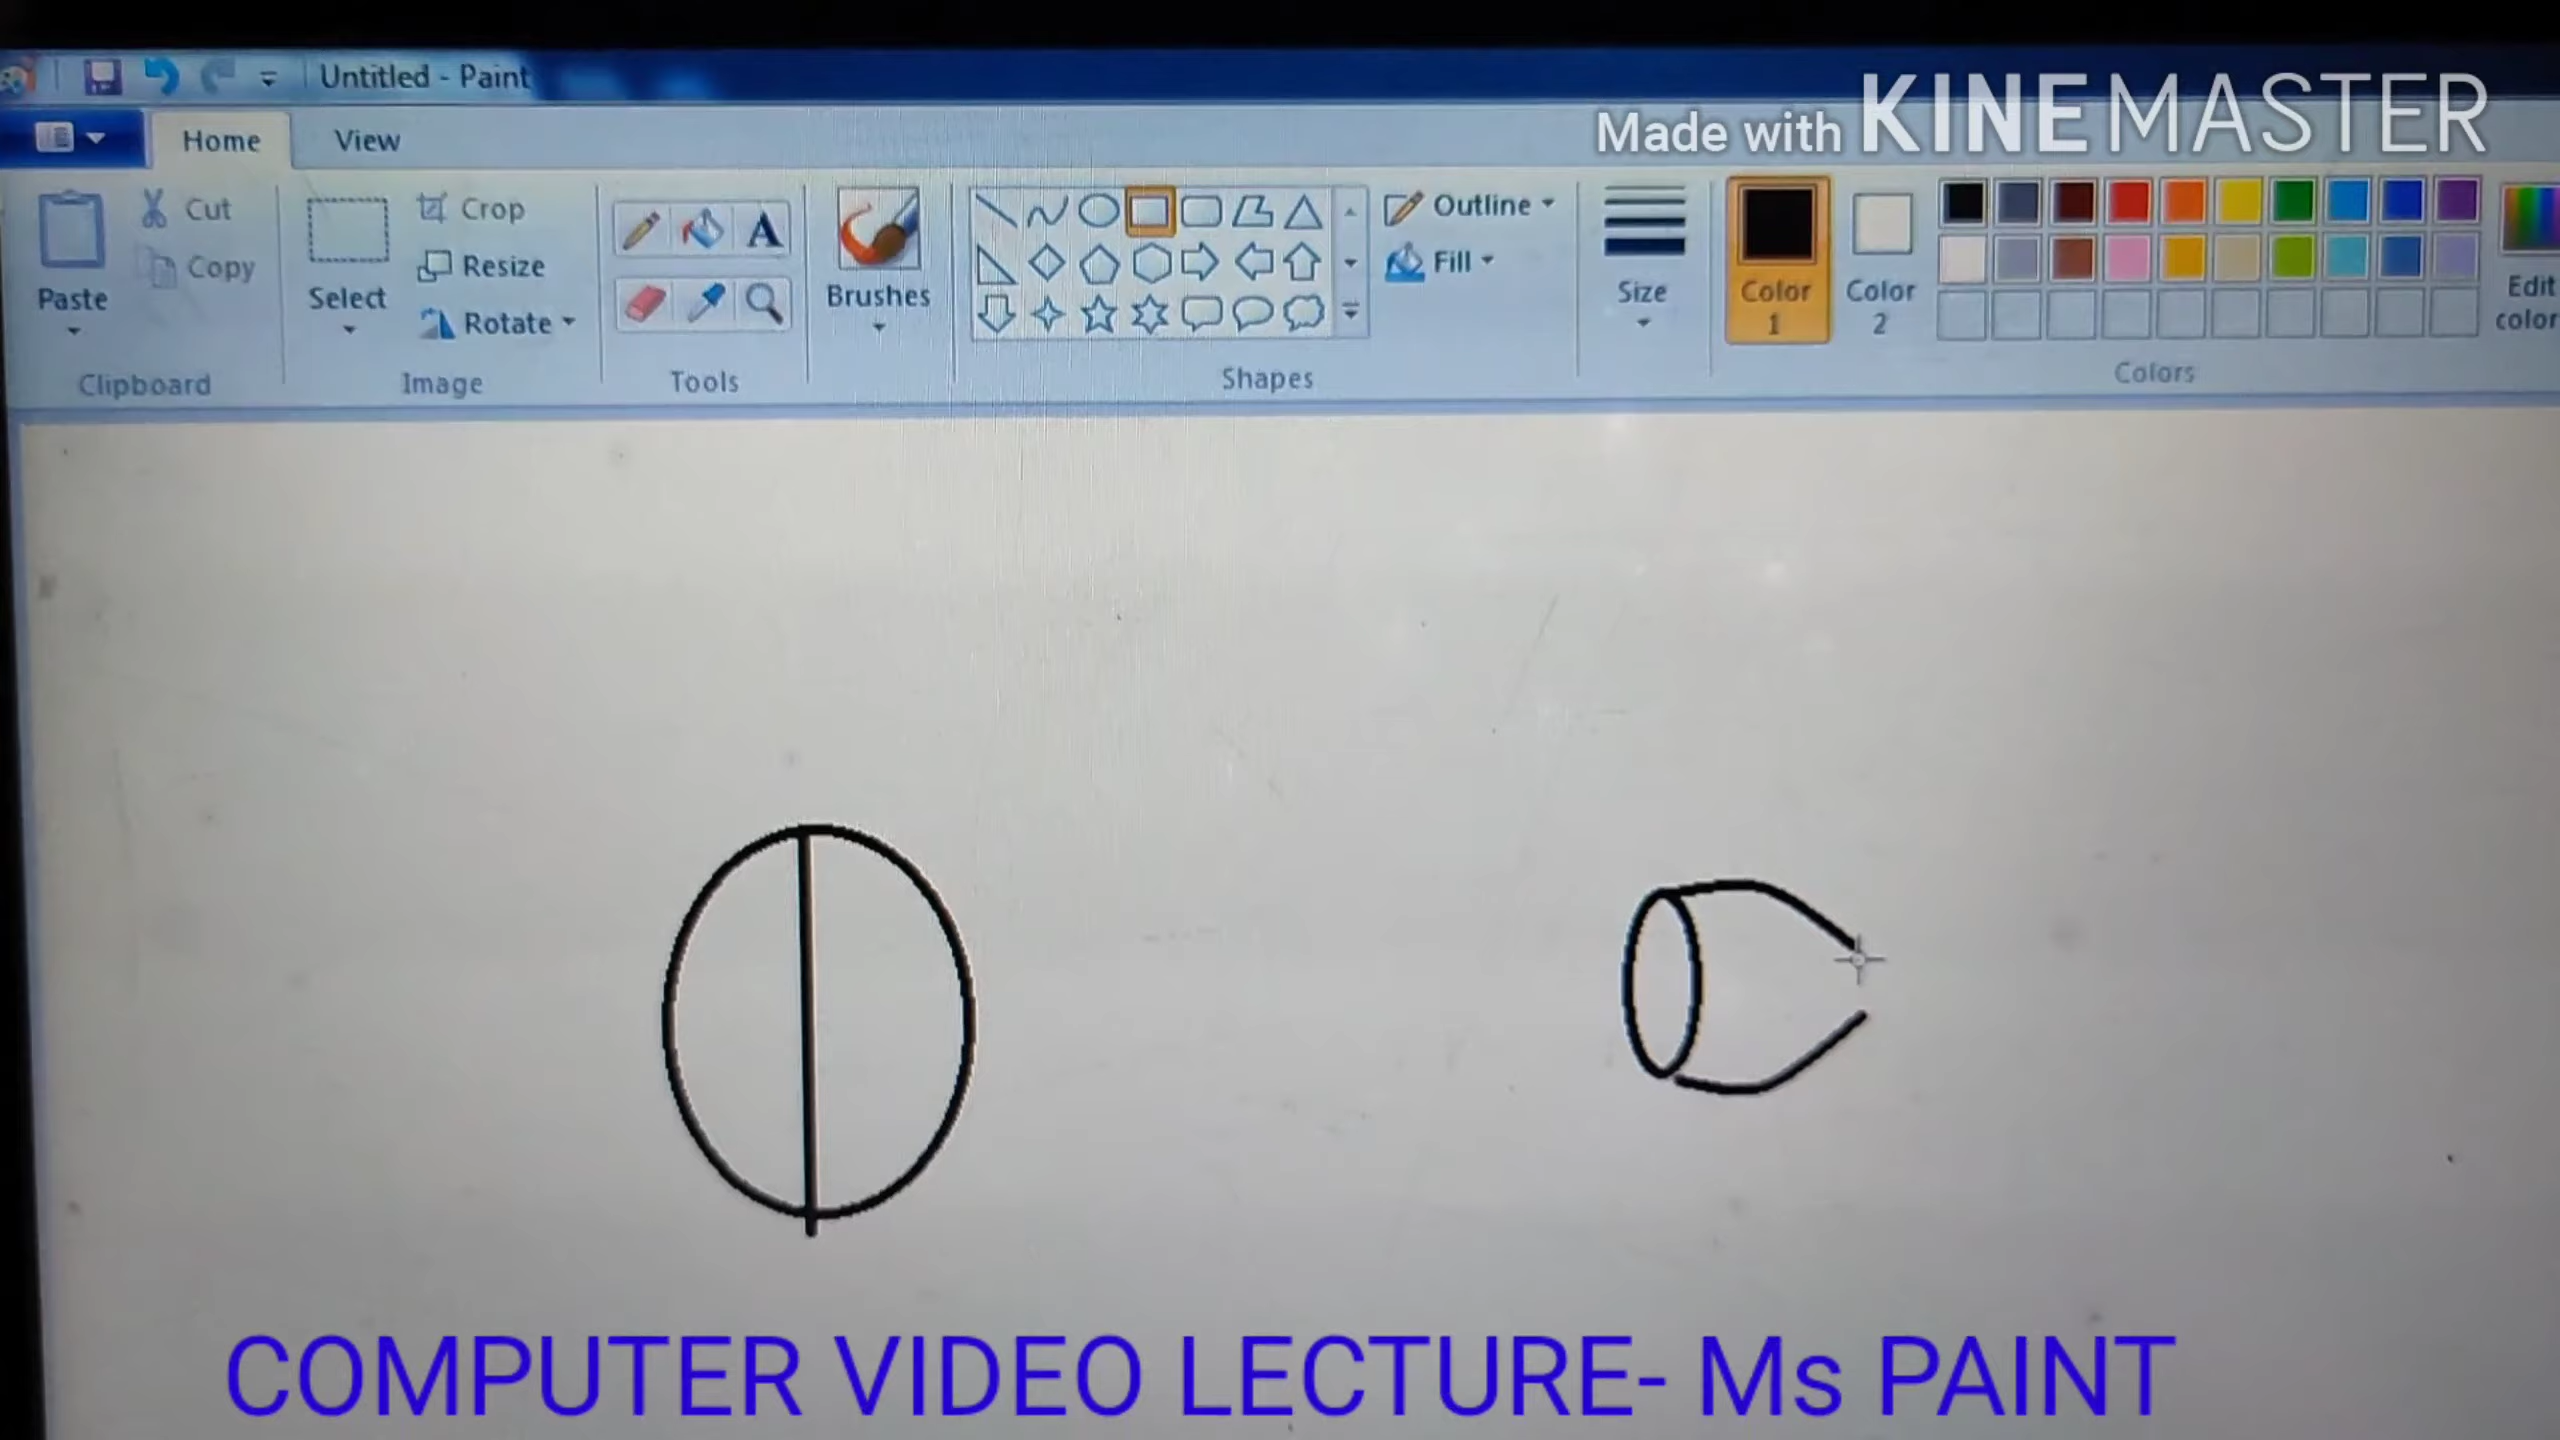 Untitled - Paint
Made with KINEMASTER
Home View
Cut
Copy
Paste
Clipboard
Crop
Resize
Rotate
Select
Image
A
Tools
Brushes
Outline
Fill
Shapes
Size
Color 1
Color 2
Edit
color
Colors
COMPUTER VIDEO LECTURE- Ms PAINT